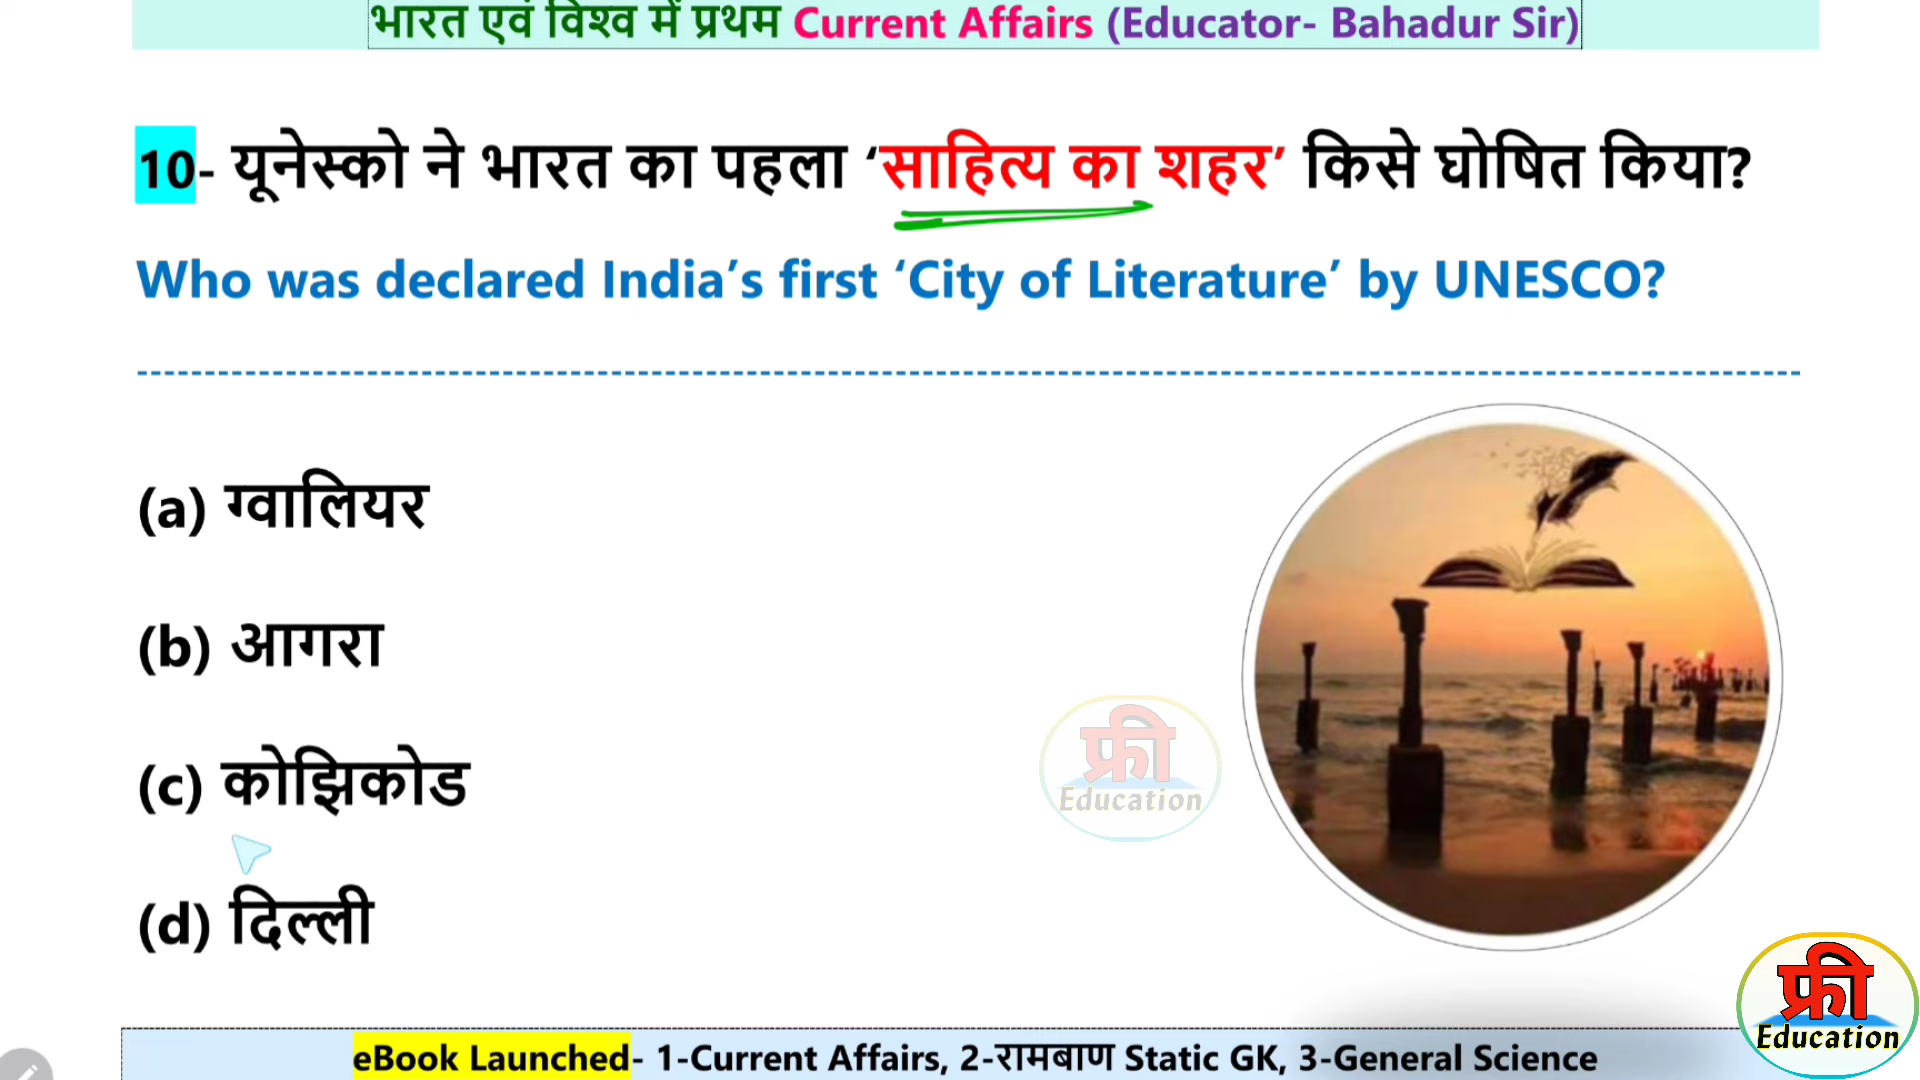 भारत एवं विश्व में प्रथम Current Affairs (Educator- Bahadur Sir)
10- यूनेस्को ने भारत का पहला ‘साहित्य का शहर’ किसे घोषित किया?
Who was declared India’s first ‘City of Literature’ by UNESCO?
(a) ग्वालियर
(b) आगरा
(c) कोझिकोड
(d) दिल्ली
फ्री
Education
फ्री
Education
eBook Launched- 1-Current Affairs, 2-रामबाण Static GK, 3-General Science